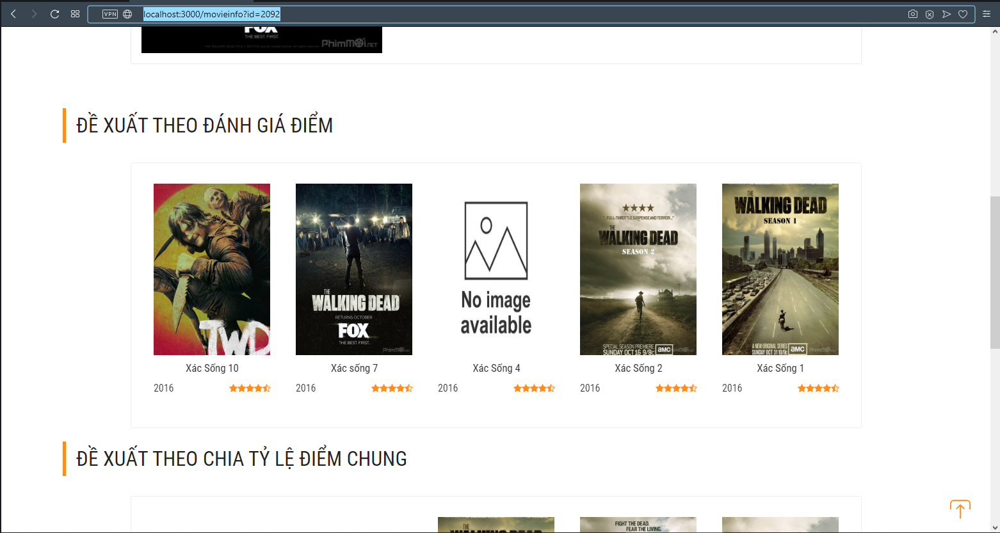 VPN
localhost:3000/movieinfo?id=2092
FOX
THE BEST. FIRST.
PhimMới.NET
ĐỀ XUẤT THEO ĐÁNH GIÁ ĐIỂM
TWD
THE
WALKING DEAD
RETURNS OCTOBER
FOX
THE BEST. FIRST.
No image
available
"...FULL-THROTTLE SUSPENSE AND TERROR..."
THE
WALKING DEAD
SEASON 2
SPECIAL SEASON PREMIERE
SUNDAY OCT 16 9/8c amc
THE
WALKING DEAD
SEASON 1
A NEW ORIGINAL SERIES
SUNDAY OCT 31 10/9c amc
Xác Sống 10
Xác sống 7
Xác Sống 4
Xác Sống 2
Xác Sống 1
2016
2016
2016
2016
2016
ĐỀ XUẤT THEO CHIA TỶ LỆ ĐIỂM CHUNG
THE
WALKING DEAD
FIGHT THE DEAD.
FEAR THE LIVING.